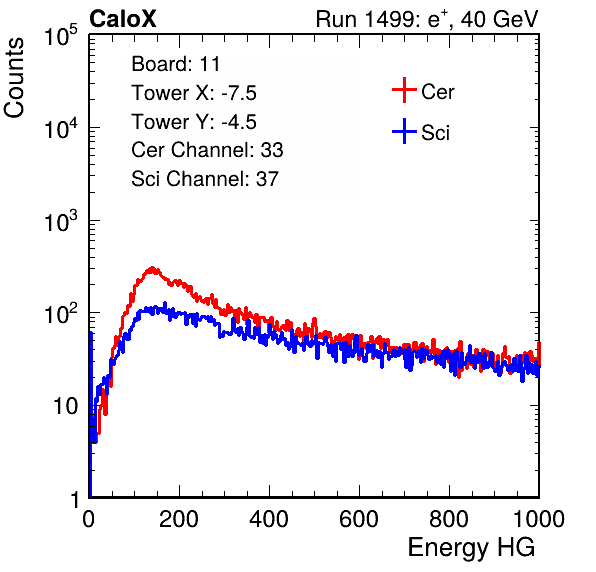 CaloX Run 1499: e+, 40 GeV
Counts
Board: 11
Tower X: -7.5
Tower Y: -4.5
Cer Channel: 33
Sci Channel: 37
Cer
Sci
10^5
10^4
10^3
10^2
10
1
0 200 400 600 800 1000
Energy HG